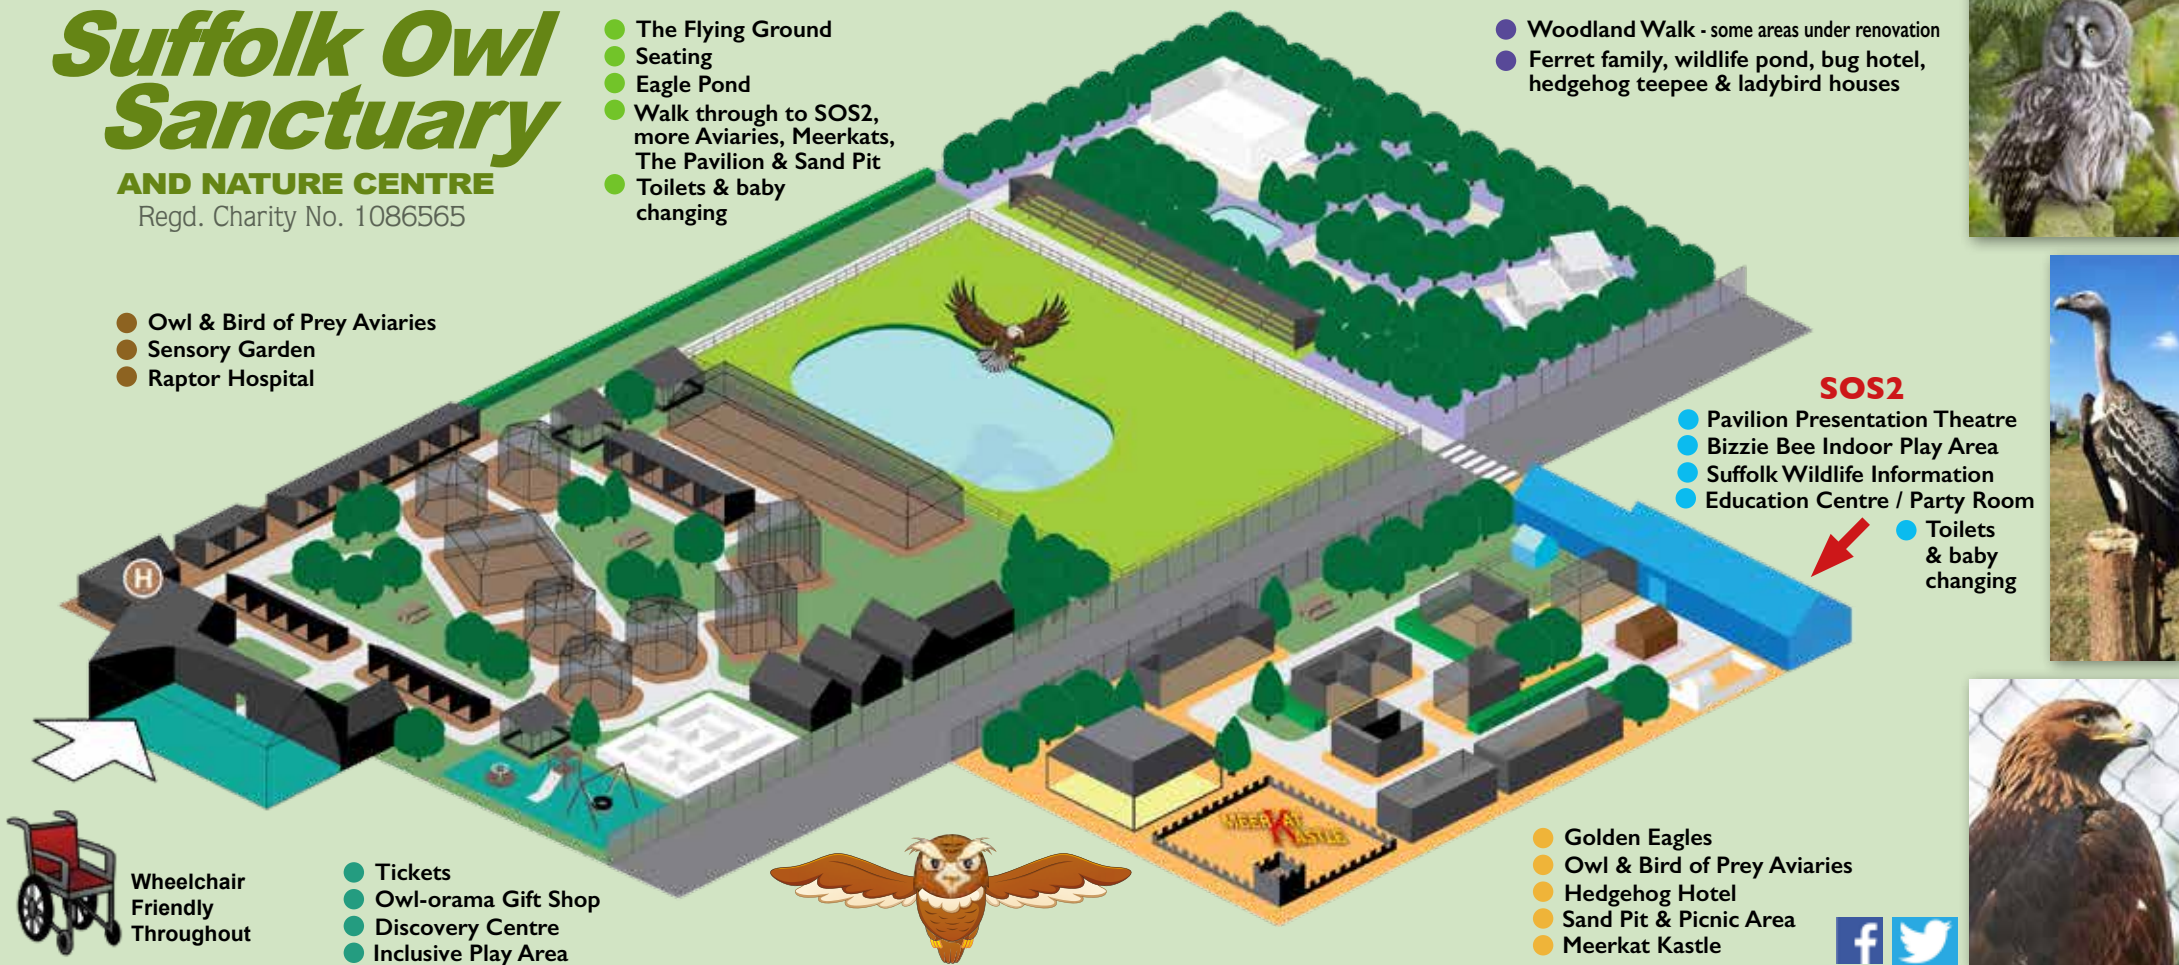 Suffolk Owl
Sanctuary
AND NATURE CENTRE
Regd. Charity No. 1086565
The Flying Ground
Seating
Eagle Pond
Walk through to SOS2,
more Aviaries, Meerkats,
The Pavilion & Sand Pit
Toilets & baby
changing
Woodland Walk - some areas under renovation
Ferret family, wildlife pond, bug hotel,
hedgehog teepee & ladybird houses
Owl & Bird of Prey Aviaries
Sensory Garden
Raptor Hospital
SOS2
Pavilion Presentation Theatre
Bizzie Bee Indoor Play Area
Suffolk Wildlife Information
Education Centre / Party Room
Toilets
& baby
changing
H
MEERKAT
KASTLE
Wheelchair
Friendly
Throughout
Tickets
Owl-orama Gift Shop
Discovery Centre
Inclusive Play Area
Golden Eagles
Owl & Bird of Prey Aviaries
Hedgehog Hotel
Sand Pit & Picnic Area
Meerkat Kastle
f